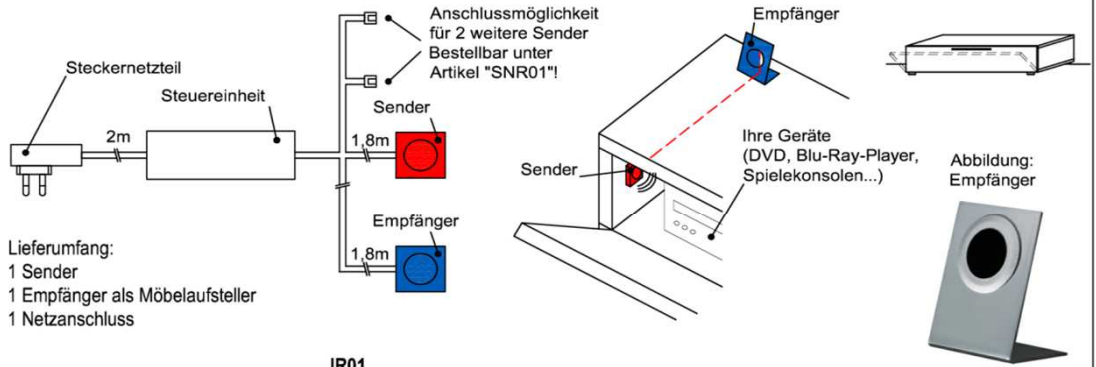 Anschlussmöglichkeit
für 2 weitere Sender
Bestellbar unter
Artikel "SNR01"!
Steckernetzteil
Steuereinheit
2m
Sender
1,8m
Empfänger
1,8m
Lieferumfang:
1 Sender
1 Empfänger als Möbelaufsteller
1 Netzanschluss
Empfänger
Sender
Ihre Geräte
(DVD, Blu-Ray-Player,
Spielekonsolen...)
Abbildung:
Empfänger
IR01